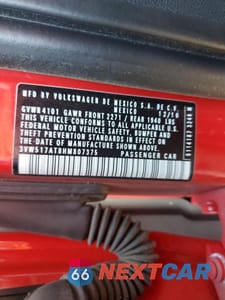 MFD BY VOLKSWAGEN DE MEXICO S.A. DE C.V.
MEXICO 12/16
GVWR 4101 GAWR FRONT 2271 / REAR 1940 LBS
THIS VEHICLE CONFORMS TO ALL APPLICABLE U.S.
FEDERAL MOTOR VEHICLE SAFETY, BUMPER AND
THEFT PREVENTION STANDARDS IN EFFECT ON
THE DATE OF MANUFACTURE SHOWN ABOVE.
PASSENGER CAR
66 NEXTCAR